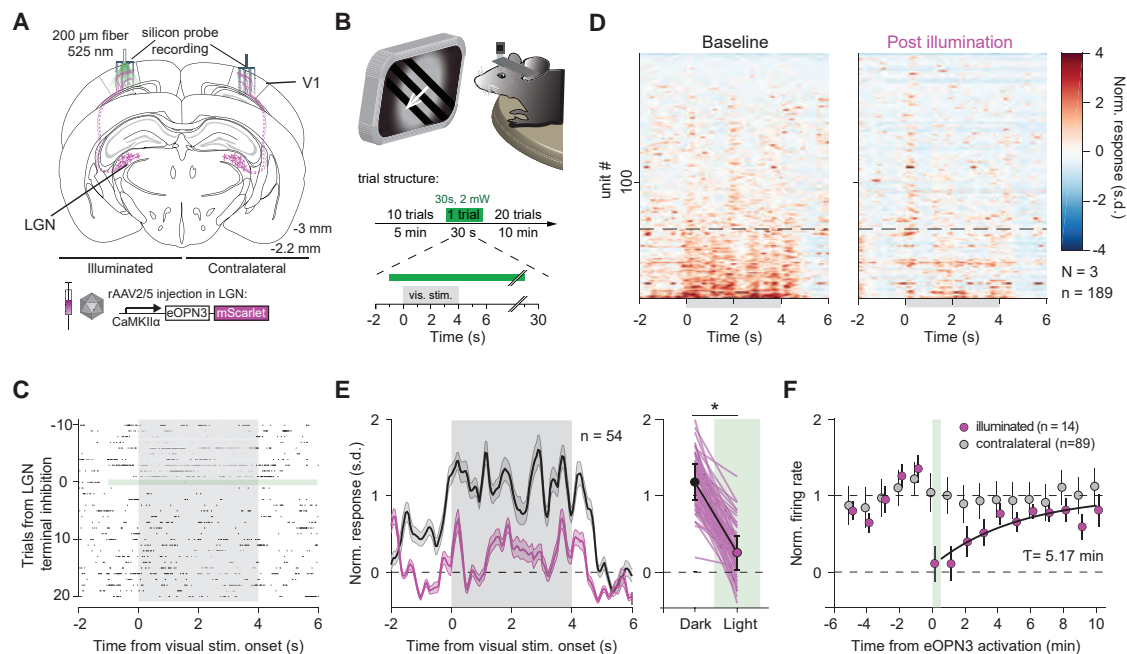 A
200 µm fiber
525 nm
silicon probe
recording
V1
LGN
-3 mm
-2.2 mm
Illuminated
Contralateral
rAAV2/5 injection in LGN:
CaMKIIα
eOPN3
mScarlet
B
trial structure:
30s, 2 mW
10 trials
1 trial
20 trials
5 min
30 s
10 min
vis. stim.
-2
0
2
4
6
30
Time (s)
D
Baseline
Post illumination
unit #
100
-2
0
2
4
6
Time (s)
-2
0
2
4
6
Time (s)
4
2
0
-2
-4
Norm. response (s.d.)
N = 3
n = 189
C
Trials from LGN
terminal inhibition
-10
0
10
20
-2
0
2
4
6
Time from visual stim. onset (s)
E
n = 54
Norm. response (s.d.)
2
1
0
-2
0
2
4
6
Time from visual stim. onset (s)
*
2
1
0
Dark
Light
F
illuminated (n = 14)
contralateral (n=89)
Norm. firing rate
2
1
0
Ƭ= 5.17 min
-6
-4
-2
0
2
4
6
8
10
Time from eOPN3 activation (min)